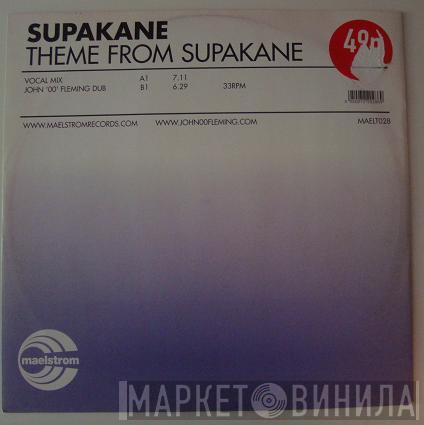 SUPAKANE
THEME FROM SUPAKANE
VOCAL MIX A1 7.11
JOHN '00' FLEMING DUB B1 6.29 33RPM
WWW.MAELSTROMRECORDS.COM WWW.JOHN00FLEMING.COM MAELT028
49p
maelstrom
МАРКЕТ ВИНИЛА